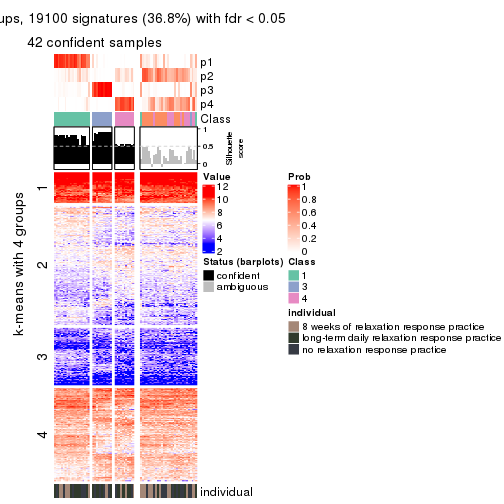 ups, 19100 signatures (36.8%) with fdr < 0.05
42 confident samples
p1
p2
p3
p4
Class
1
0.5
0
Silhouette
score
k-means with 4 groups
1
2
3
4
Value
12
10
8
6
4
2
Prob
1
0.8
0.6
0.4
0.2
0
Status (barplots)
confident
ambiguous
Class
1
3
4
individual
8 weeks of relaxation response practice
long-term daily relaxation response practice
no relaxation response practice
individual